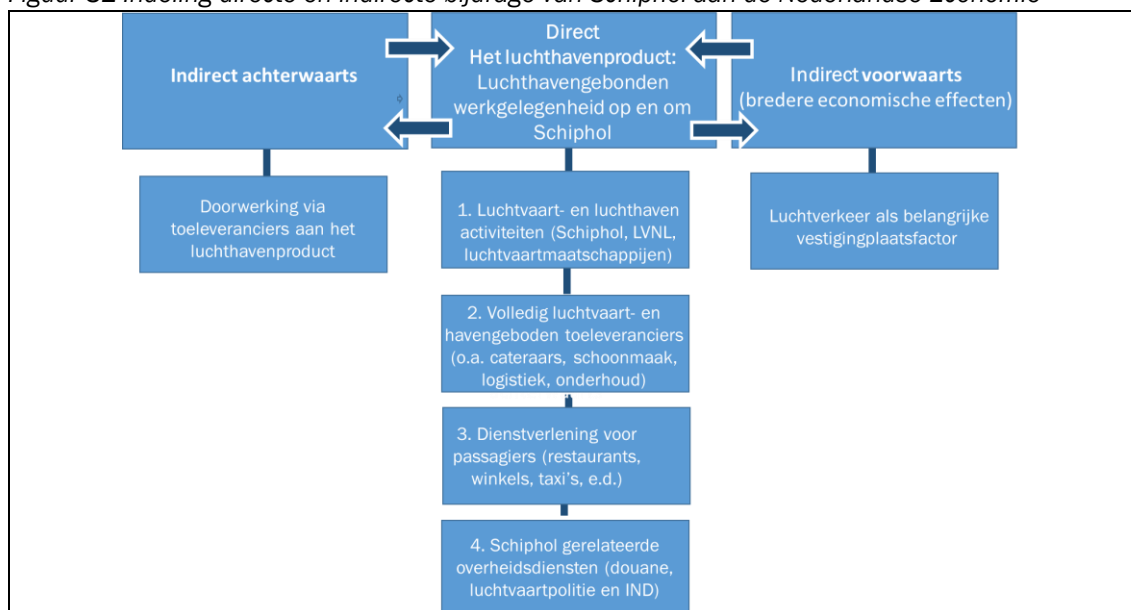 Indirect achterwaarts
Direct
Het luchthavenproduct:
Luchthavengebonden
werkgelegenheid op en om
Schiphol
Indirect voorwaarts
(bredere economische effecten)
Doorwerking via
toeleveranciers aan het
luchthavenproduct
1. Luchtvaart- en luchthaven
activiteiten (Schiphol, LVNL,
luchtvaartmaatschappijen)
Luchtverkeer als belangrijke
vestigingplaatsfactor
2. Volledig luchtvaart- en
havengeboden toeleveranciers
(o.a. cateraars, schoonmaak,
logistiek, onderhoud)
3. Dienstverlening voor
passagiers (restaurants,
winkels, taxi's, e.d.)
4. Schiphol gerelateerde
overheidsdiensten (douane,
luchtvaartpolitie en IND)